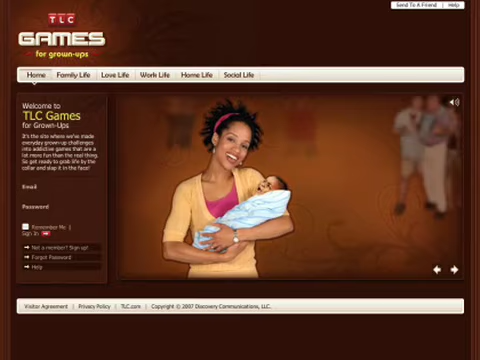 Send To A Friend | Help
TLC
GAMES
for grown-ups
Home Family Life Love Life Work Life Home Life Social Life
Welcome to
TLC Games
for Grown-Ups
It's the site where we've made
everyday grown-up challenges
into addictive games that are a
lot more fun than the real thing.
So get ready to grab life by the
collar and slap it in the face!
Email
Password
Remember Me |
Sign In
Not a member? Sign up!
Forgot Password
Help
Visitor Agreement | Privacy Policy | TLC.com | Copyright © 2007 Discovery Communications, LLC.